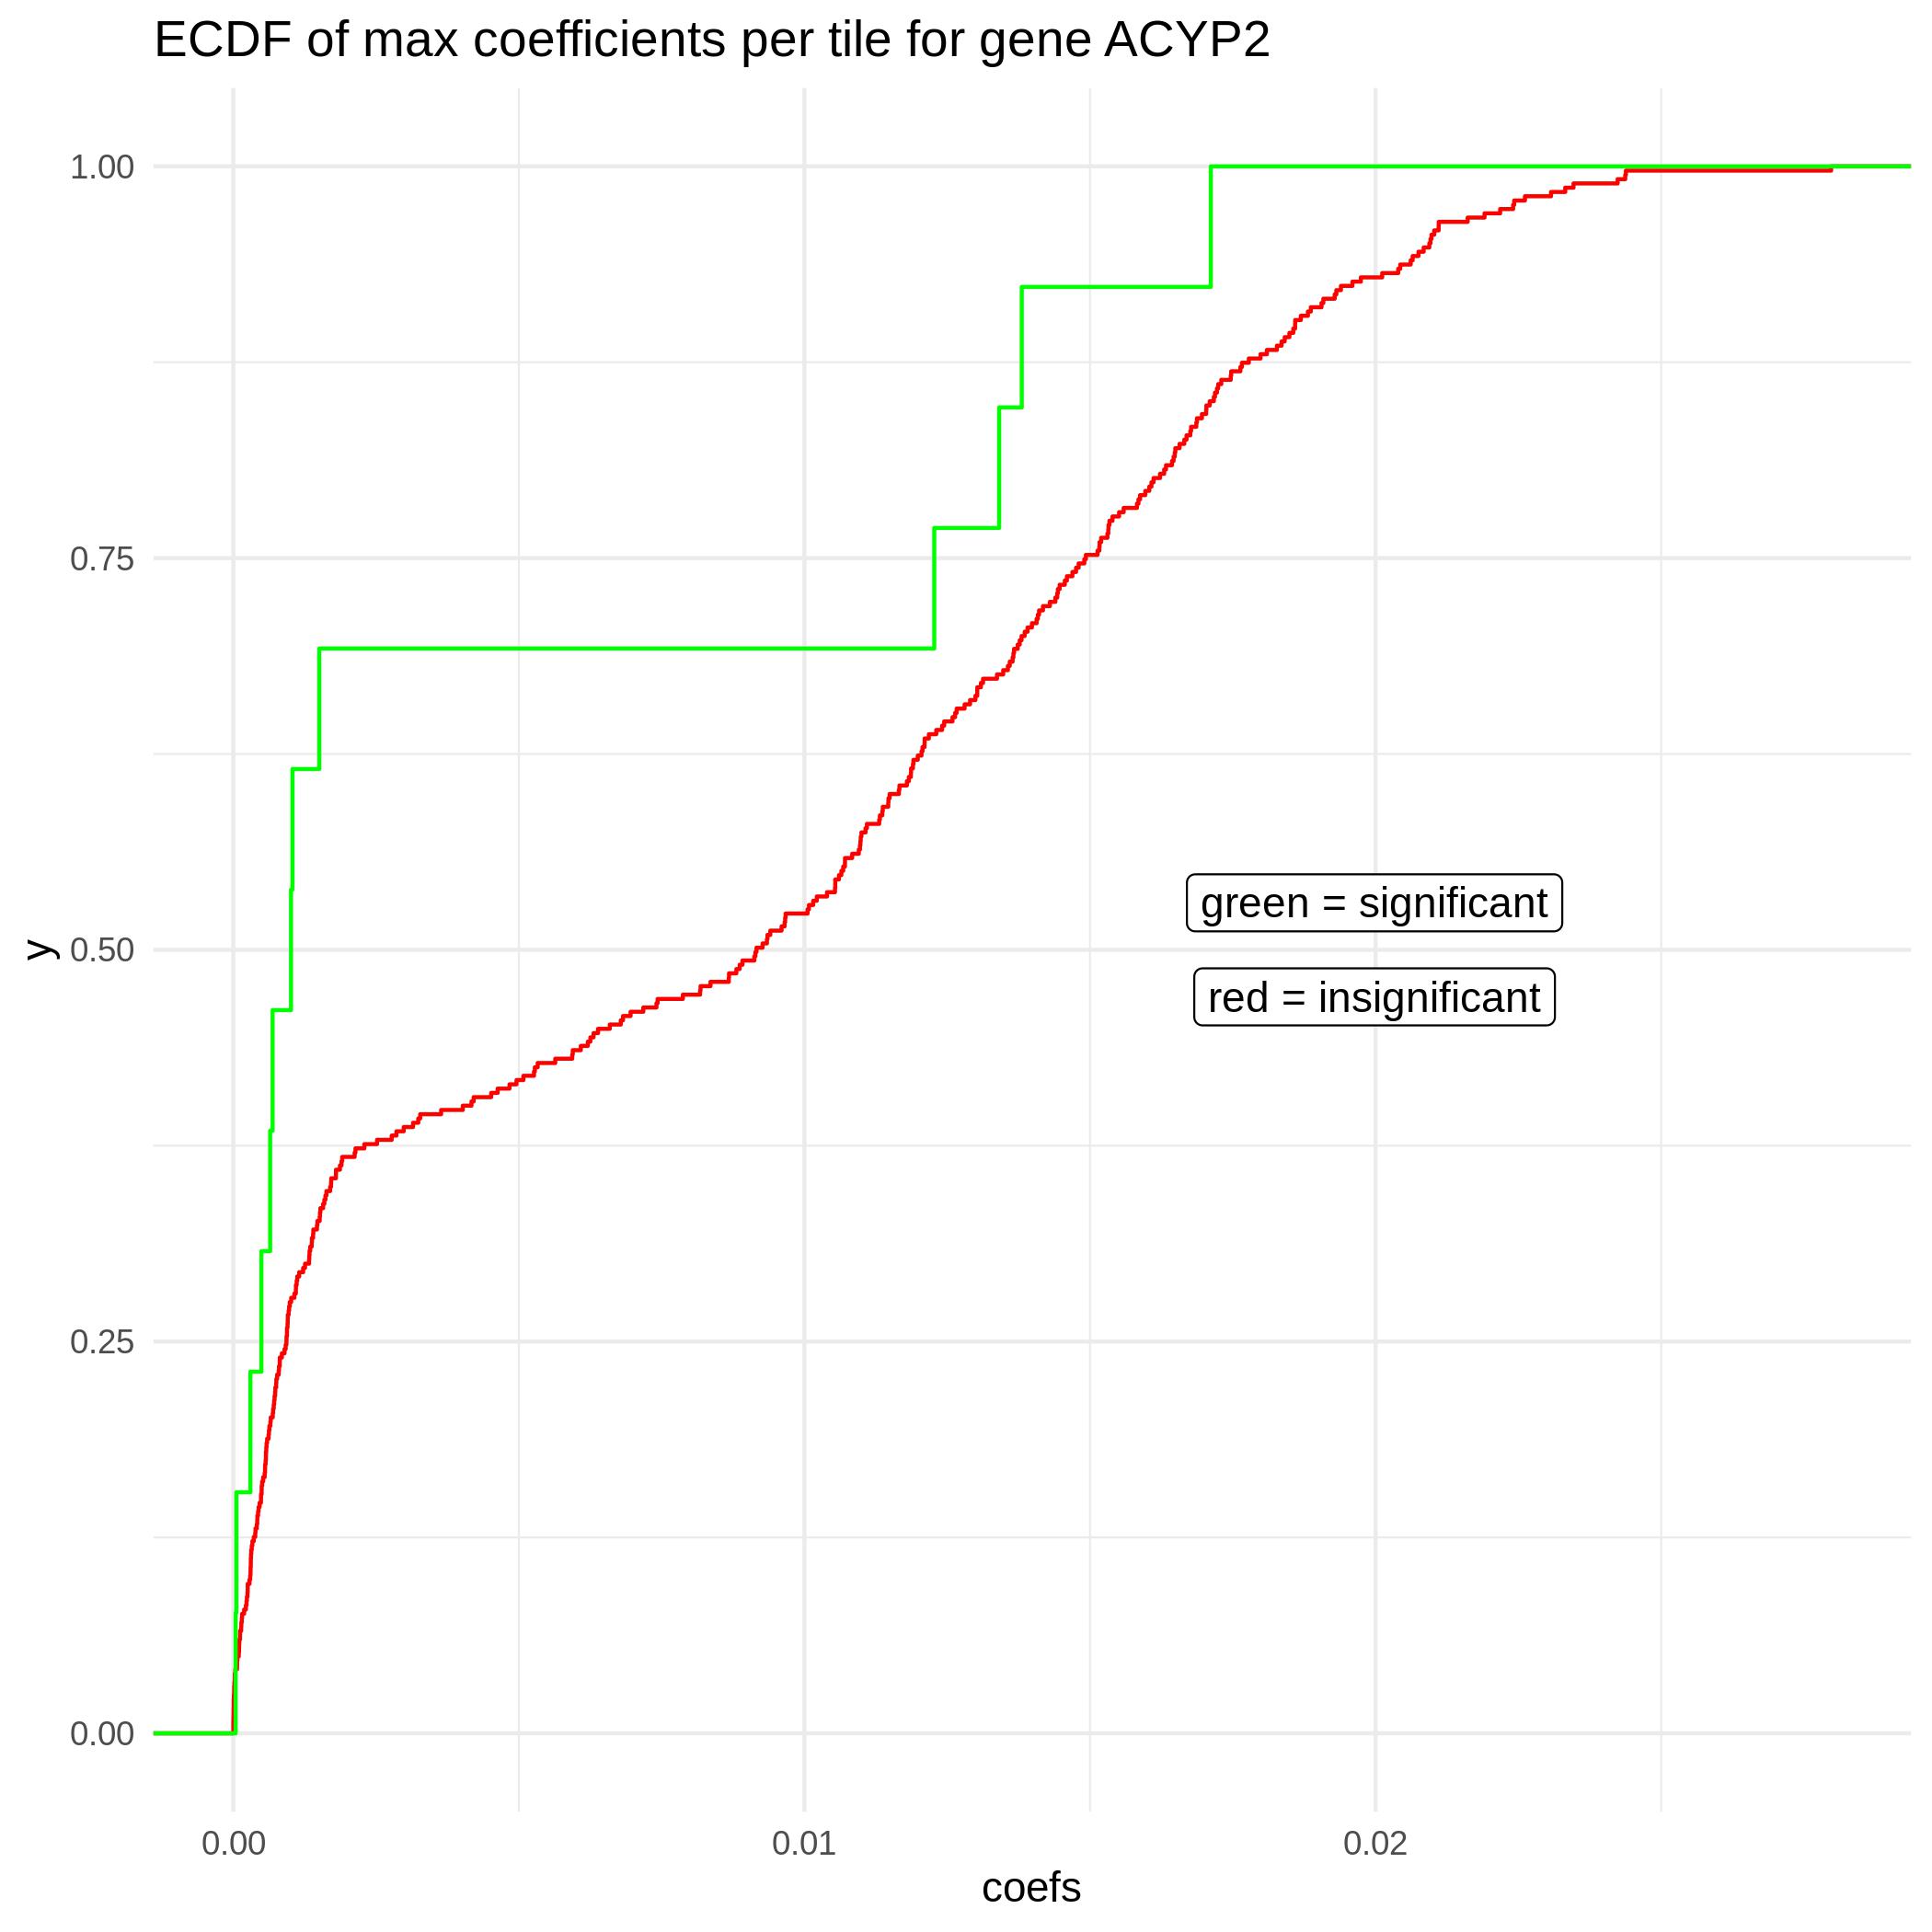 ECDF of max coefficients per tile for gene ACYP2
1.00
0.75
0.50
0.25
0.00
y
green = significant
red = insignificant
0.00
0.01
0.02
coefs